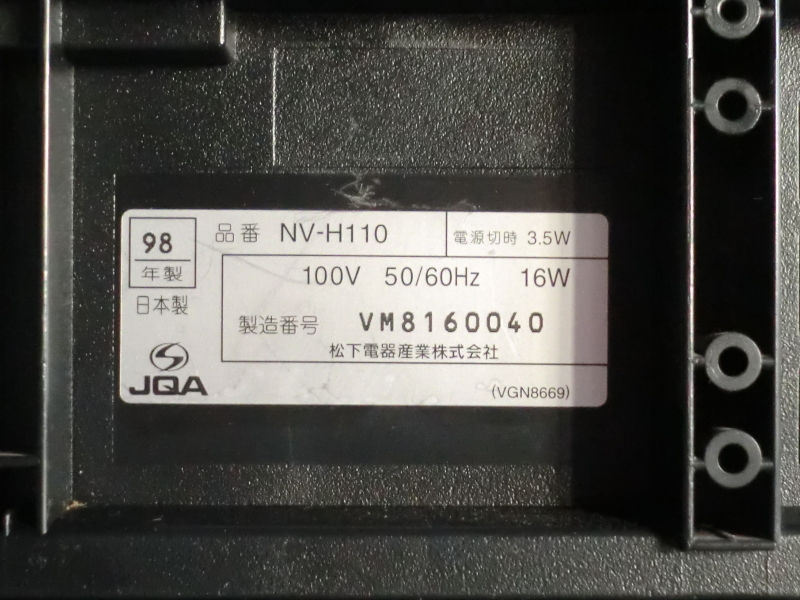 98
年製
日本製
品番 NV-H110
電源切時 3.5W
100V 50/60Hz 16W
製造番号 VM8160040
松下電器産業株式会社
JQA
(VGN8669)